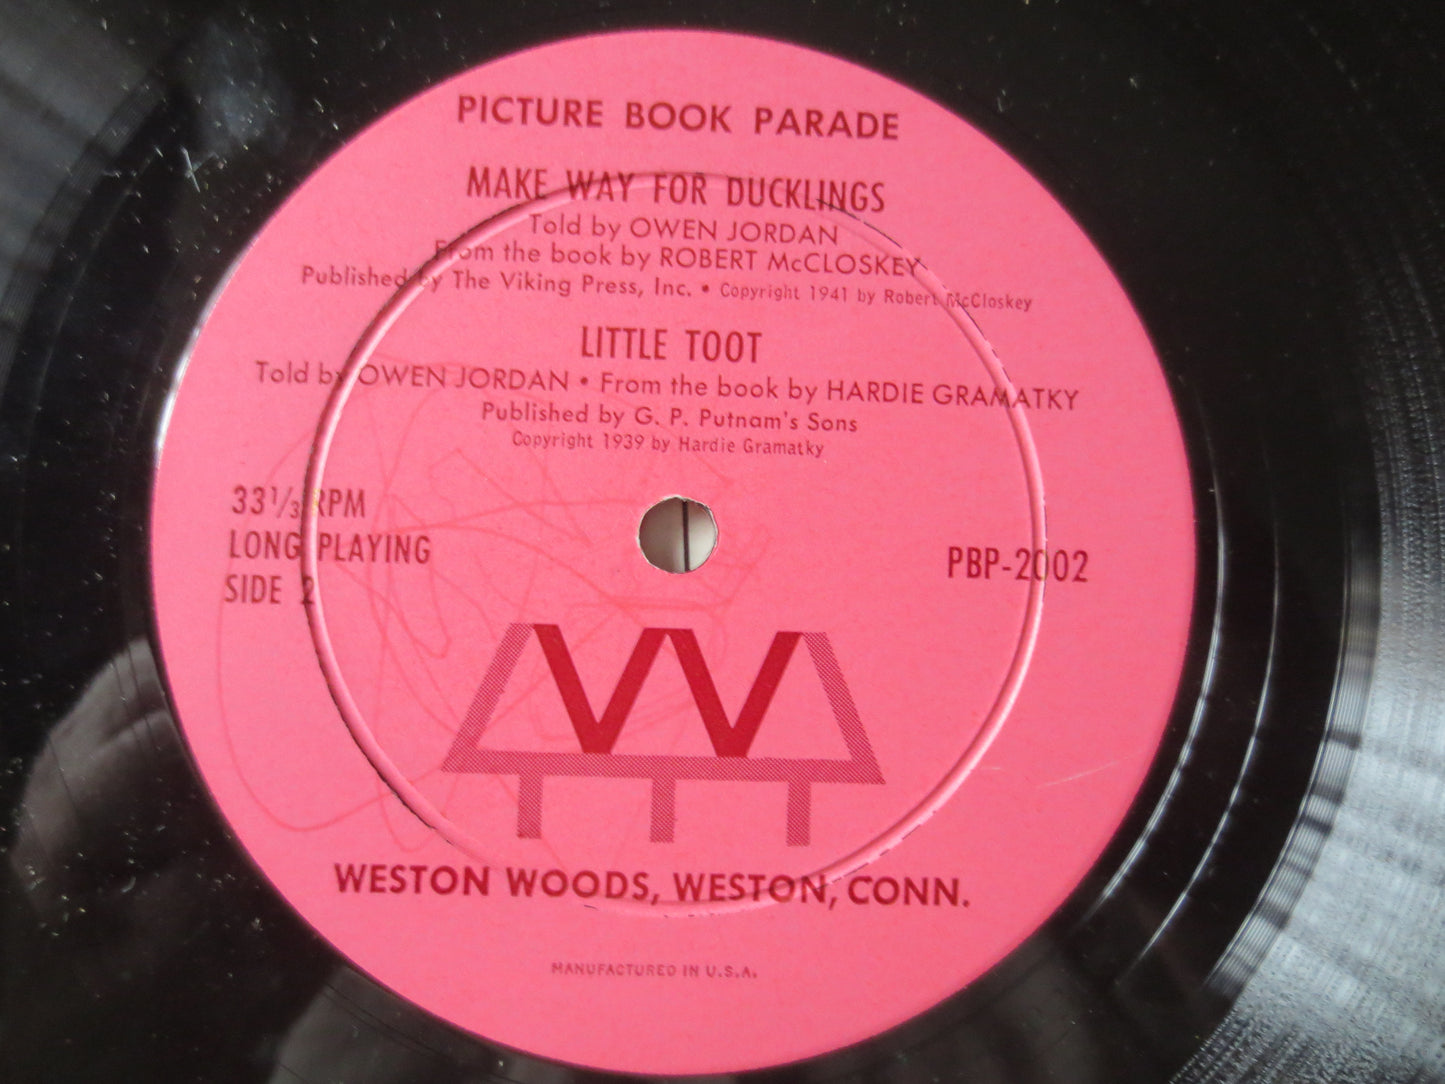 PICTURE BOOK PARADE
MAKE WAY FOR DUCKLINGS
Told by OWEN JORDAN
From the book by ROBERT McCLOSKEY
Published by The Viking Press, Inc. • Copyright 1941 by Robert McCloskey
LITTLE TOOT
Told by OWEN JORDAN • From the book by HARDIE GRAMATKY
Published by G. P. Putnam's Sons
Copyright 1939 by Hardie Gramatky
33 1/3 RPM
LONG PLAYING
SIDE 2
PBP-2002
WESTON WOODS, WESTON, CONN.
MANUFACTURED IN U.S.A.